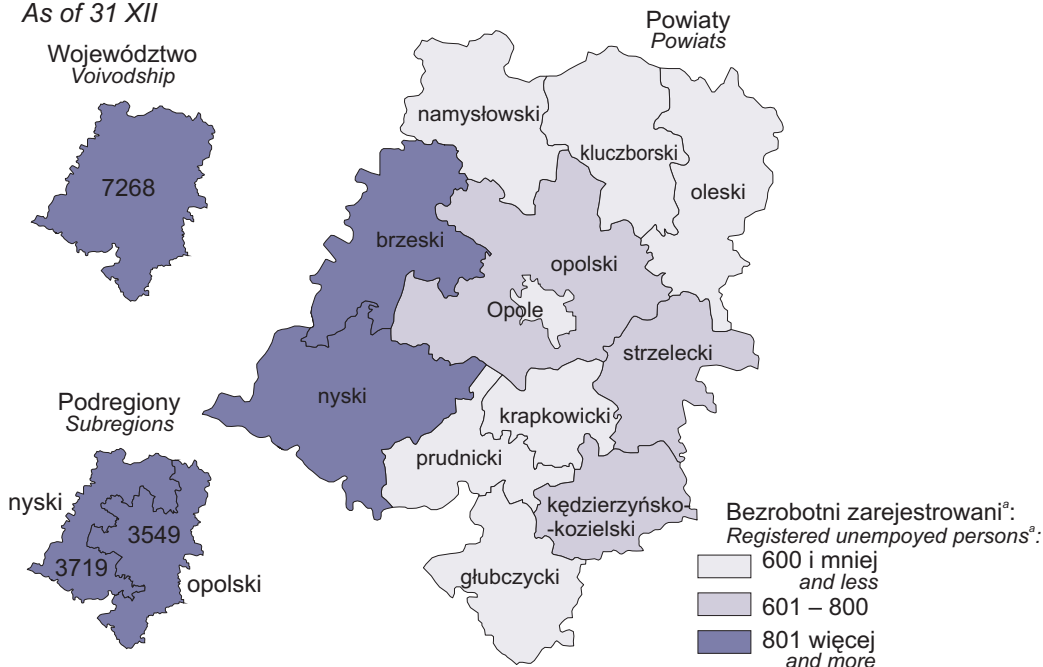 As of 31 XII
Województwo
Voivodship
7268
Podregiony
Subregions
nyski
3549
3719
opolski
Powiaty
Powiats
namysłowski
kluczborski
oleski
brzeski
opolski
Opole
strzelecki
nyski
krapkowicki
prudnicki
kędzierzyńsko-
-kozielski
głubczycki
Bezrobotni zarejestrowaniª:
Registered unempoyed personsª:
600 i mniej
and less
601 – 800
801 więcej
and more